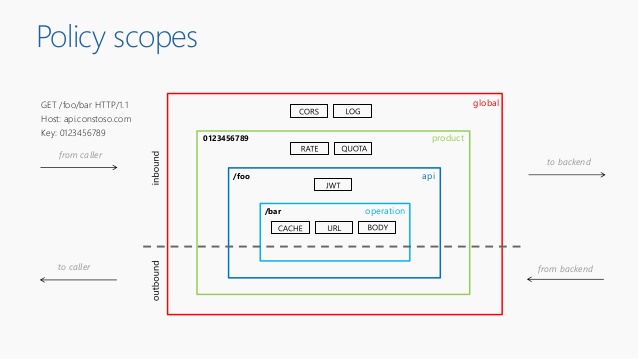 Policy scopes
GET /foo/bar HTTP/1.1
Host: api.constoso.com
Key: 0123456789
from caller
to caller
inbound
outbound
global
CORS
LOG
0123456789
product
RATE
QUOTA
/foo
api
JWT
/bar
operation
CACHE
URL
BODY
to backend
from backend